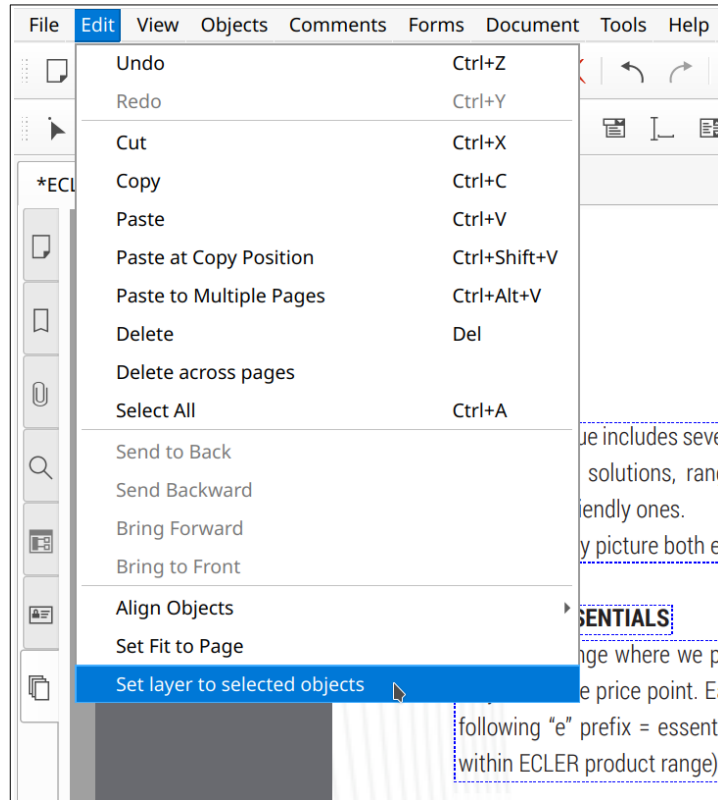 File Edit View Objects Comments Forms Document Tools Help
Undo Ctrl+Z
Redo Ctrl+Y
Cut Ctrl+X
Copy Ctrl+C
Paste Ctrl+V
Paste at Copy Position Ctrl+Shift+V
Paste to Multiple Pages Ctrl+Alt+V
Delete Del
Delete across pages
Select All Ctrl+A
Send to Back
Send Backward
Bring Forward
Bring to Front
Align Objects
Set Fit to Page
Set layer to selected objects
*ECL
ue includes seve
solutions, ran
iendly ones.
y picture both e
SENTIALS
nge where we p
e price point. E
following “e” prefix = essent
within ECLER product range)